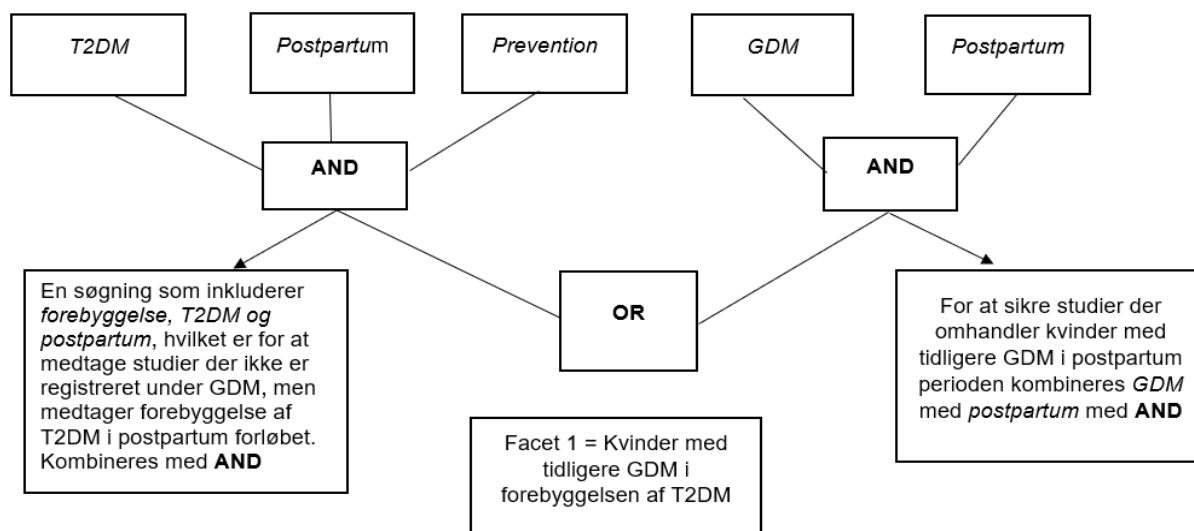 T2DM
Postpartum
Prevention
GDM
Postpartum
AND
AND
En søgning som inkluderer
forebyggelse, T2DM og
postpartum, hvilket er for at
medtage studier der ikke er
registreret under GDM, men
medtager forebyggelse af
T2DM i postpartum forløbet.
Kombineres med AND
OR
For at sikre studier der
omhandler kvinder med
tidligere GDM i postpartum
perioden kombineres GDM
med postpartum med AND
Facet 1 = Kvinder med
tidligere GDM i
forebyggelsen af T2DM